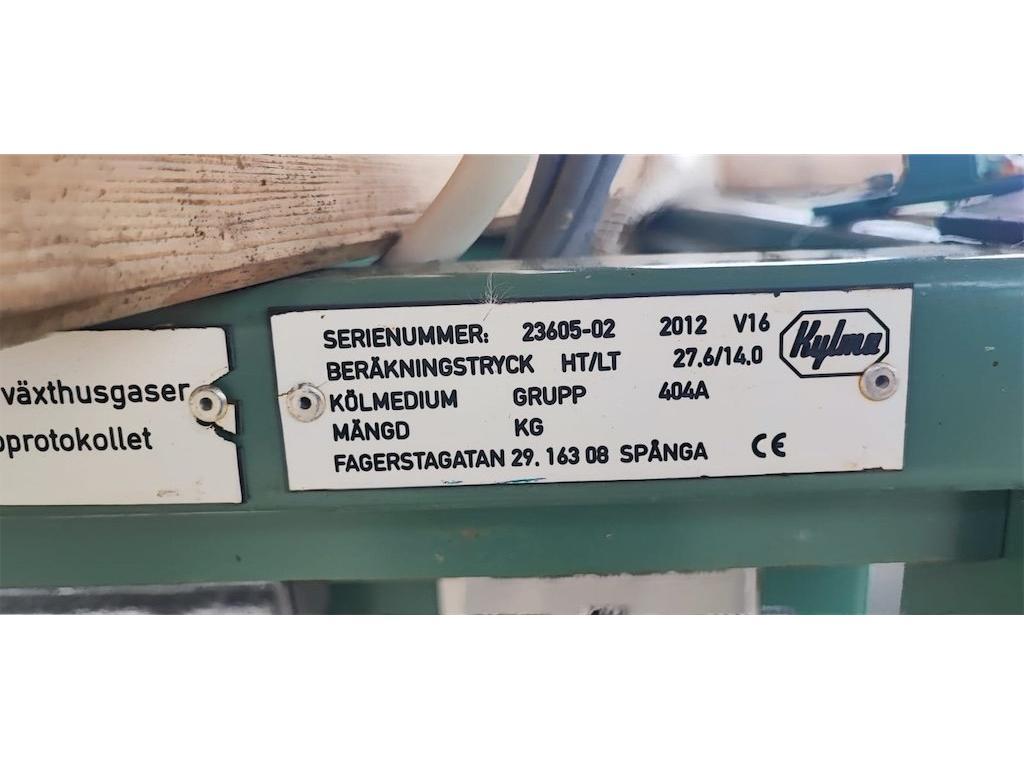 växthusgaser
protokollet
SERIENUMMER: 23605-02 2012 V16
BERÄKNINGSTRYCK HT/LT 27.6/14.0
KÖLMEDIUM GRUPP 404A
MÄNGD KG
FAGERSTAGATAN 29. 163 08 SPÅNGA CE
Kylma